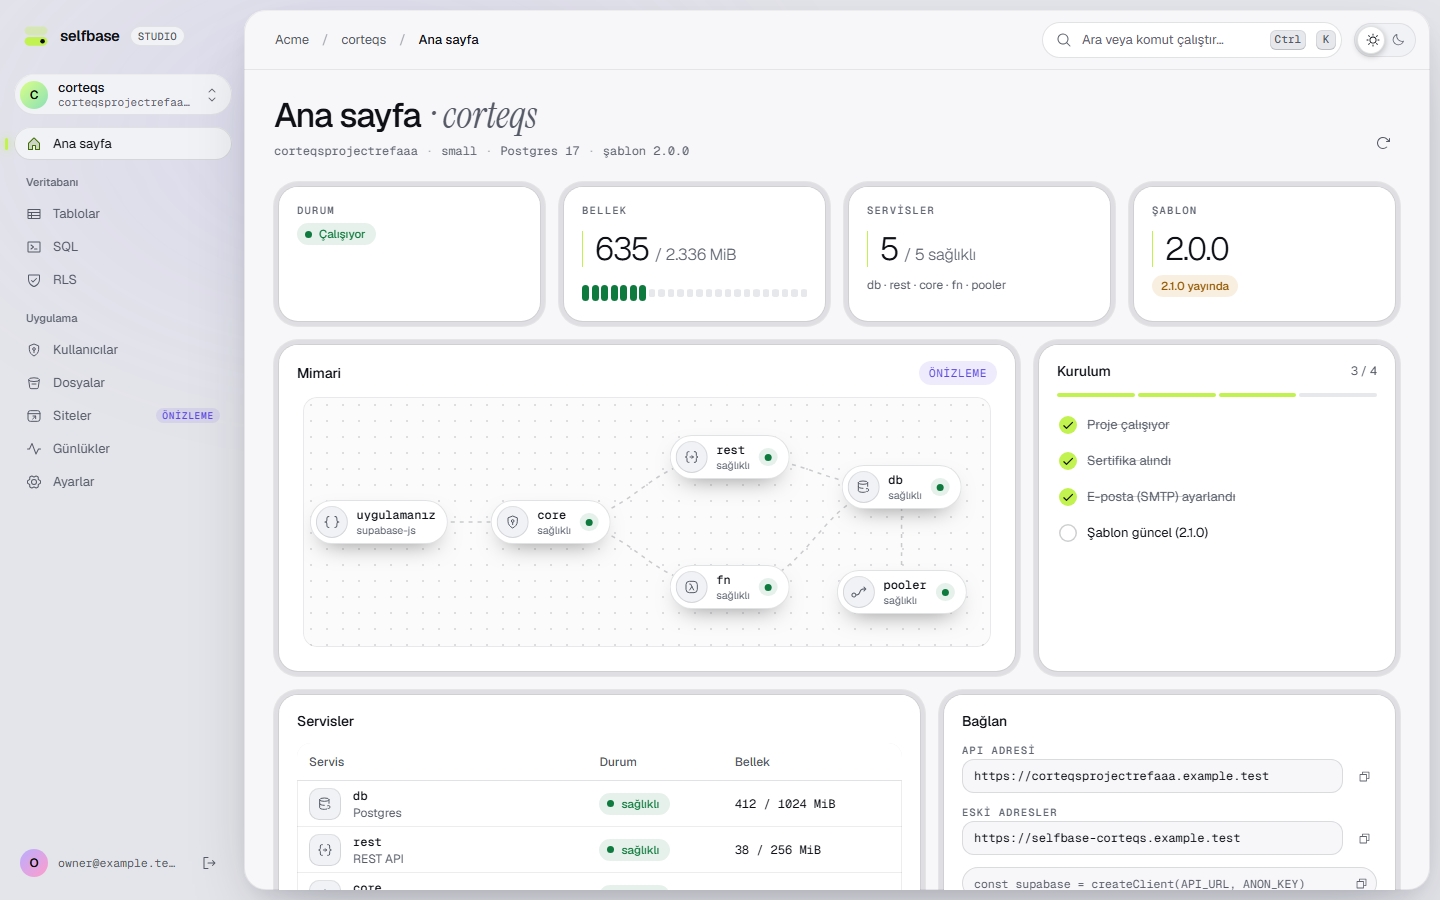 selfbase STUDIO
corteqs
corteqsprojectrefaa…
Ana sayfa
Veritabanı
Tablolar
SQL
RLS
Uygulama
Kullanıcılar
Dosyalar
Siteler ÖNİZLEME
Günlükler
Ayarlar
owner@example.te…
Acme / corteqs / Ana sayfa
Ara veya komut çalıştır… Ctrl K
Ana sayfa · corteqs
corteqsprojectrefaaa · small · Postgres 17 · şablon 2.0.0
DURUM
Çalışıyor
BELLEK
635 / 2.336 MiB
SERVİSLER
5 / 5 sağlıklı
db · rest · core · fn · pooler
ŞABLON
2.0.0
2.1.0 yayında
Mimari ÖNİZLEME
uygulamanız
supabase-js
core
sağlıklı
rest
sağlıklı
fn
sağlıklı
db
sağlıklı
pooler
sağlıklı
Kurulum 3 / 4
Proje çalışıyor
Sertifika alındı
E-posta (SMTP) ayarlandı
Şablon güncel (2.1.0)
Servisler
Servis Durum Bellek
db
Postgres
sağlıklı
412 / 1024 MiB
rest
REST API
sağlıklı
38 / 256 MiB
core
Bağlan
API ADRESİ
https://corteqsprojectrefaaa.example.test
ESKİ ADRESLER
https://selfbase-corteqs.example.test
const supabase = createClient(API_URL, ANON_KEY)
C
O